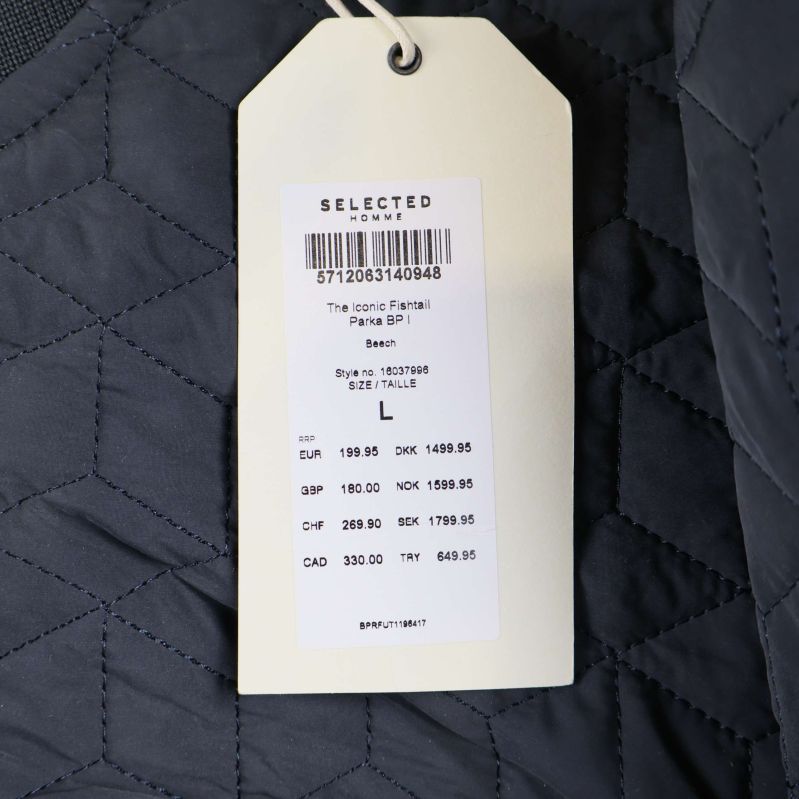 SELECTED
HOMME
5712063140948
The Iconic Fishtail
Parka BP I
Beech
Style no. 16037996
SIZE / TAILLE
L
RRP
EUR 199.95 DKK 1499.95
GBP 180.00 NOK 1599.95
CHF 269.90 SEK 1799.95
CAD 330.00 TRY 649.95
BPRFUT1196417